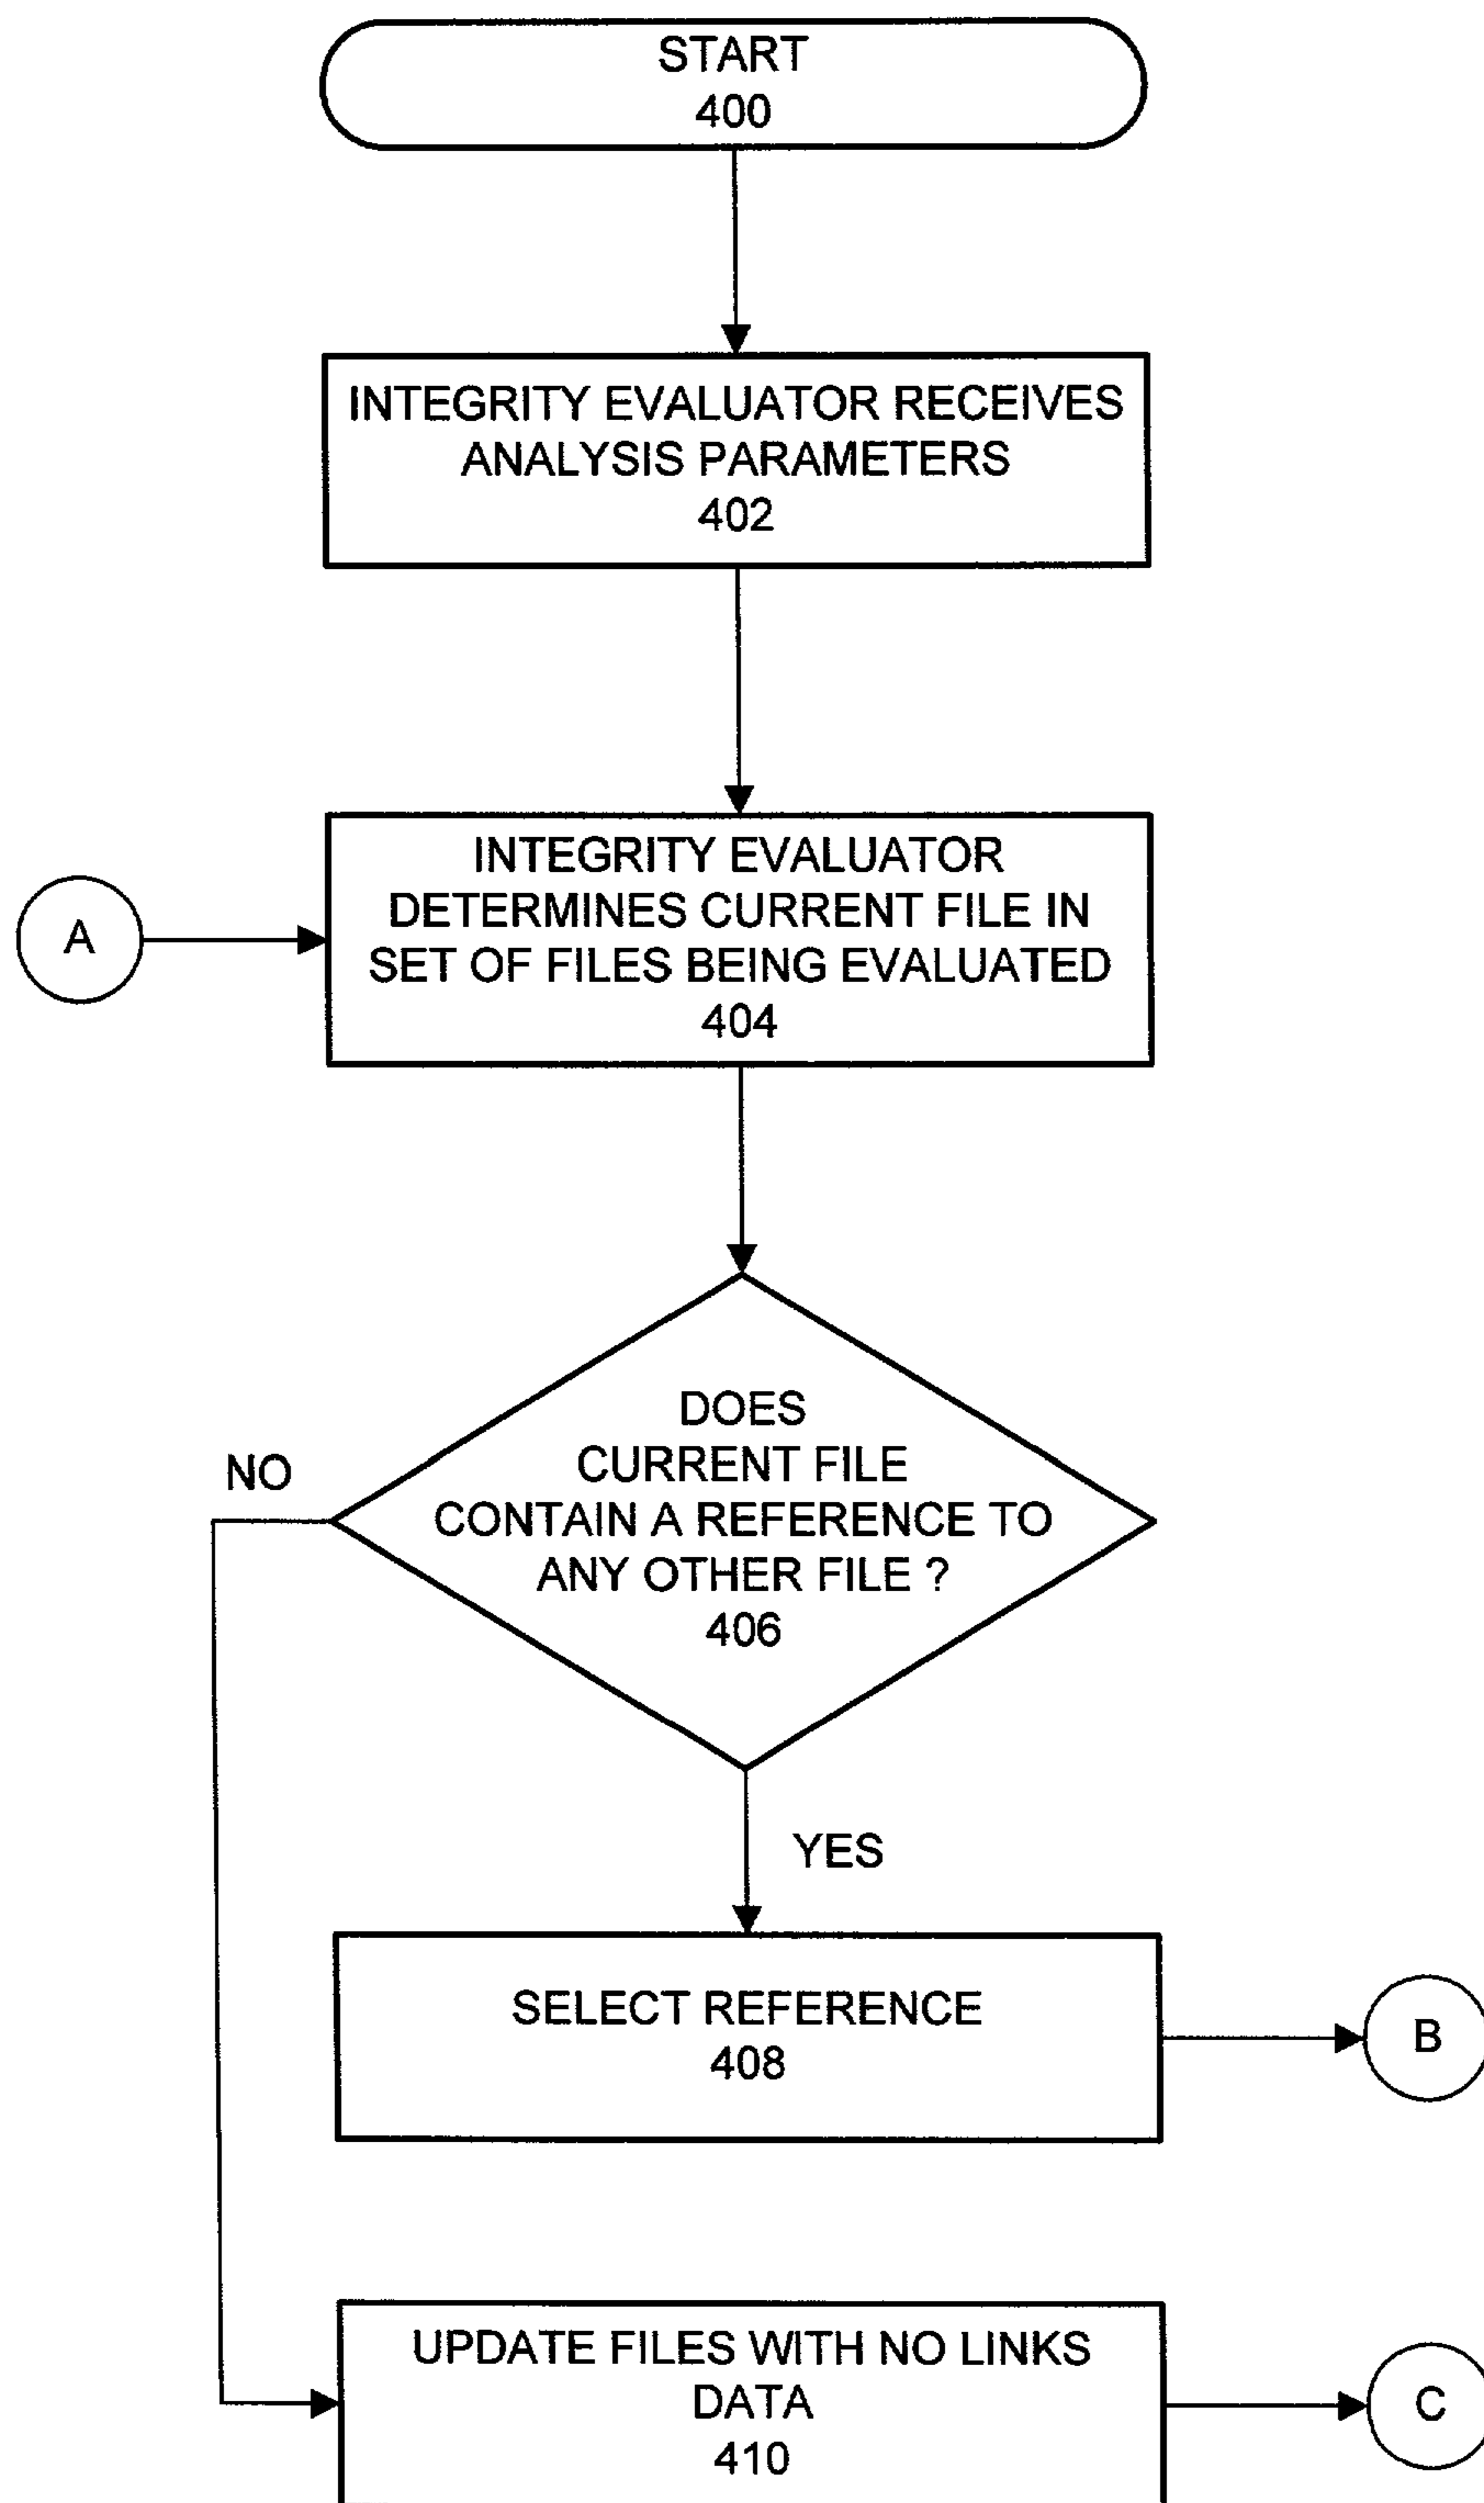 START
400
INTEGRITY EVALUATOR RECEIVES
ANALYSIS PARAMETERS
402
INTEGRITY EVALUATOR
DETERMINES CURRENT FILE IN
SET OF FILES BEING EVALUATED
404
A
DOES
CURRENT FILE
CONTAIN A REFERENCE TO
ANY OTHER FILE ?
406
NO
YES
SELECT REFERENCE
408
B
UPDATE FILES WITH NO LINKS
DATA
410
C